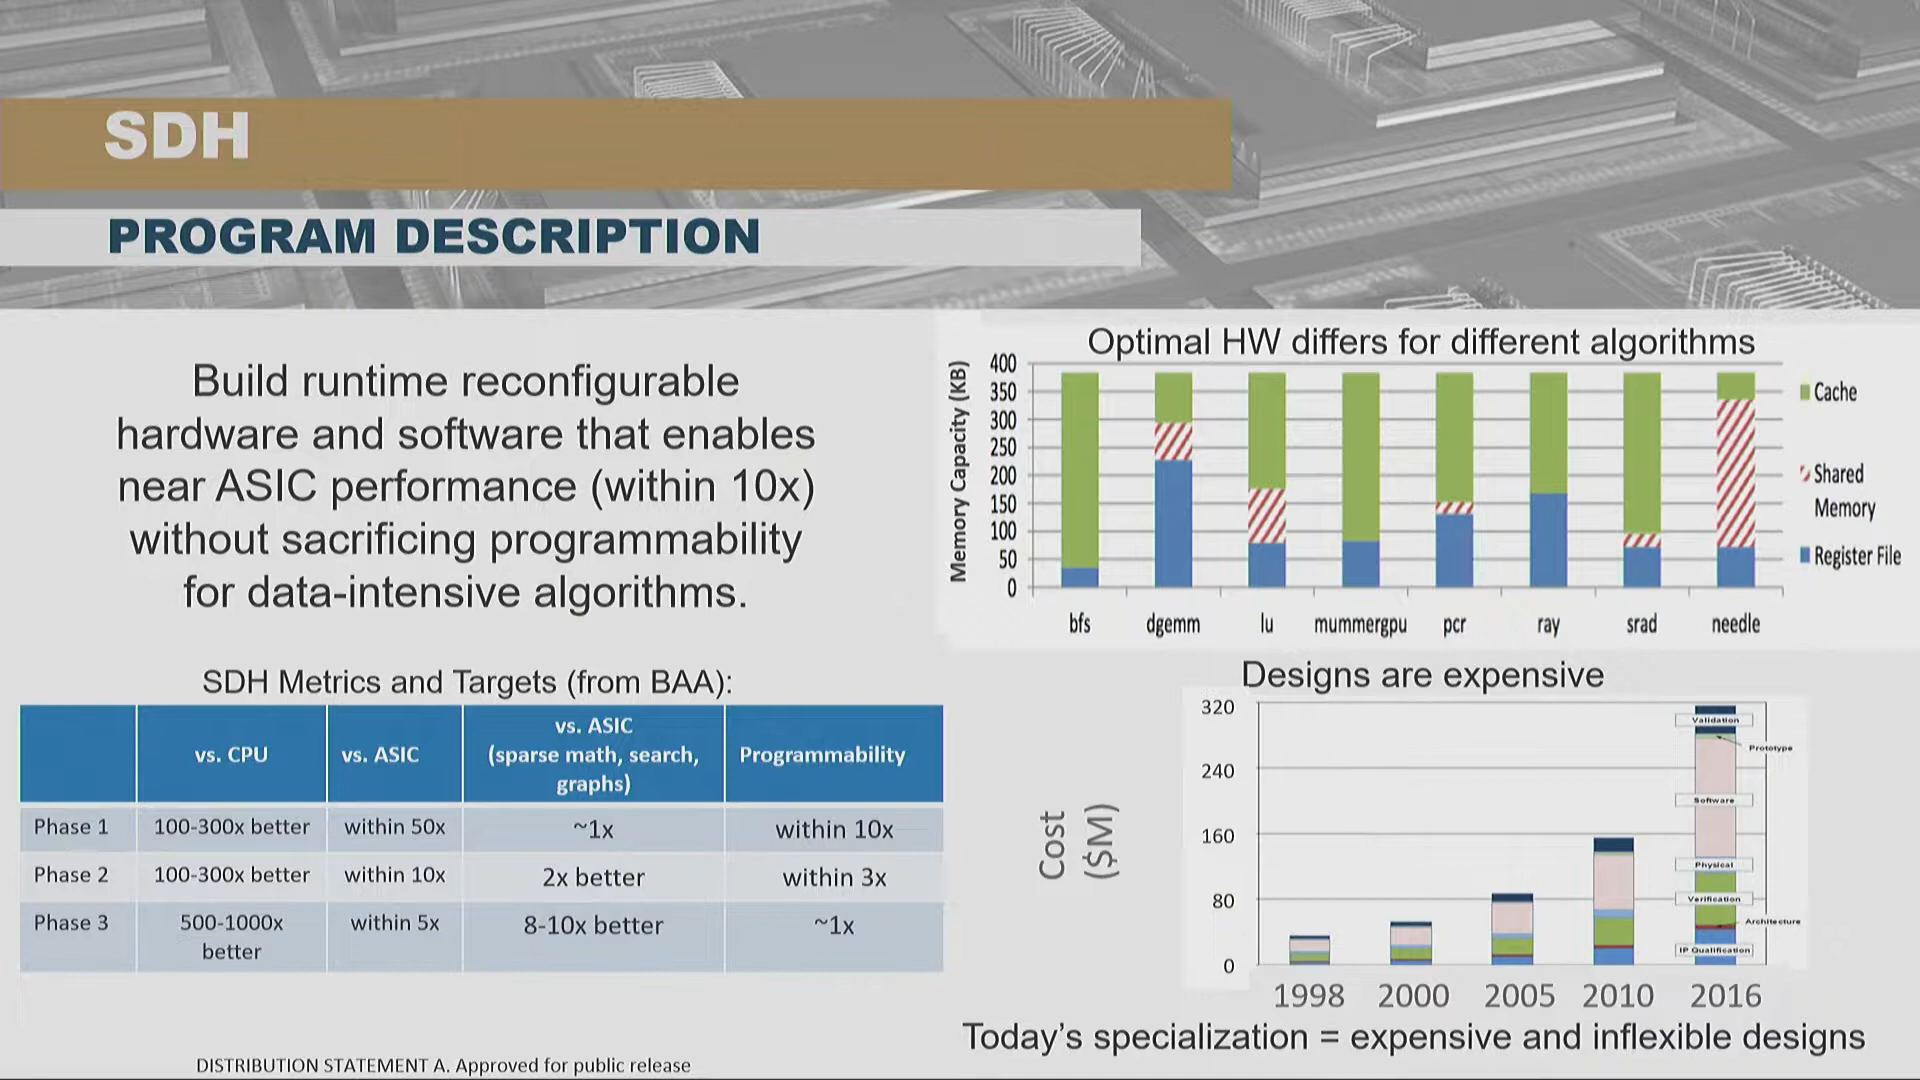 SDH
PROGRAM DESCRIPTION
Build runtime reconfigurable
hardware and software that enables
near ASIC performance (within 10x)
without sacrificing programmability
for data-intensive algorithms.
SDH Metrics and Targets (from BAA):
vs. CPU vs. ASIC vs. ASIC (sparse math, search, graphs) Programmability
Phase 1 100-300x better within 50x ~1x within 10x
Phase 2 100-300x better within 10x 2x better within 3x
Phase 3 500-1000x better within 5x 8-10x better ~1x
DISTRIBUTION STATEMENT A. Approved for public release
Optimal HW differs for different algorithms
Memory Capacity (KB)
400
350
300
250
200
150
100
50
0
bfs dgemm lu mummergpu pcr ray srad needle
Cache
Shared
Memory
Register File
Designs are expensive
Cost
($M)
320
240
160
80
0
Validation
Prototype
Software
Physical
Verification
Architecture
IP Qualification
1998 2000 2005 2010 2016
Today's specialization = expensive and inflexible designs